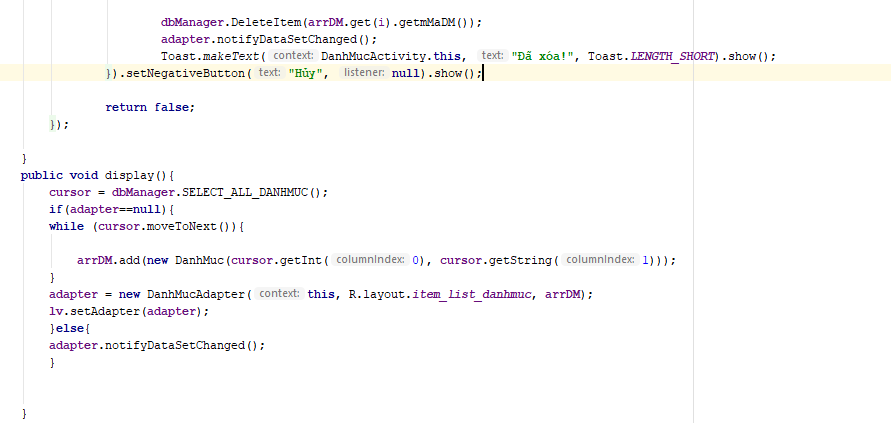 dbManager.DeleteItem(arrDM.get(i).getmMaDM());
adapter.notifyDataSetChanged();
Toast.makeText( context: DanhMucActivity.this, text: "Đã xóa!", Toast.LENGTH_SHORT).show();
}).setNegativeButton( text: "Hủy", listener: null).show();
return false;
});
}
public void display(){
cursor = dbManager.SELECT_ALL_DANHMUC();
if(adapter==null){
while (cursor.moveToNext()){
arrDM.add(new DanhMuc(cursor.getInt( columnIndex: 0), cursor.getString( columnIndex: 1)));
}
adapter = new DanhMucAdapter( context: this, R.layout.item_list_danhmuc, arrDM);
lv.setAdapter(adapter);
}else{
adapter.notifyDataSetChanged();
}
}